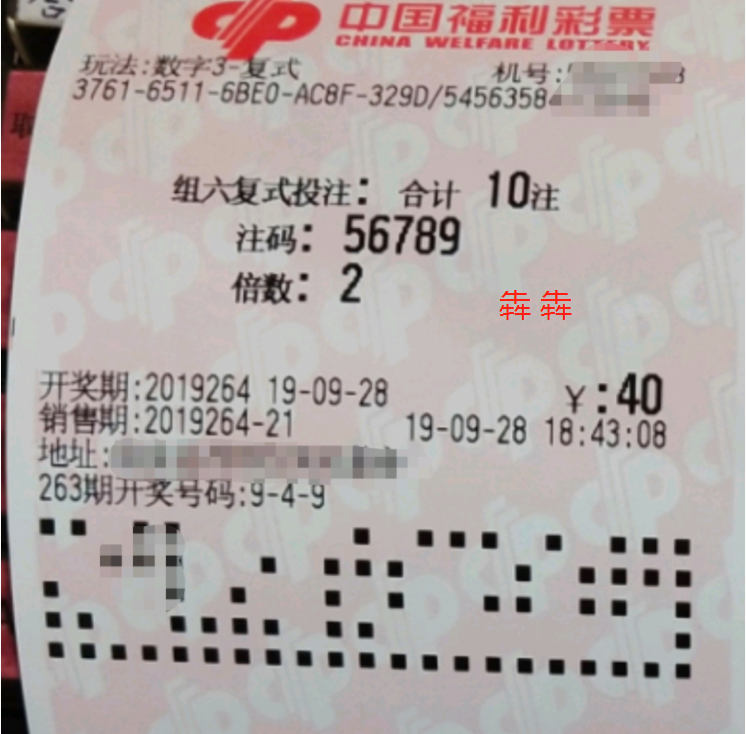 中国福利彩票
CHINA WELFARE LOTTERY
玩法:数字3-复式 机号:
3761-6511-6BE0-AC8F-329D/5456358
组六复式投注: 合计 10注
注码: 56789
倍数: 2
犇犇
开奖期:2019264 19-09-28 ¥:40
销售期:2019264-21 19-09-28 18:43:08
地址:
263期开奖号码:9-4-9